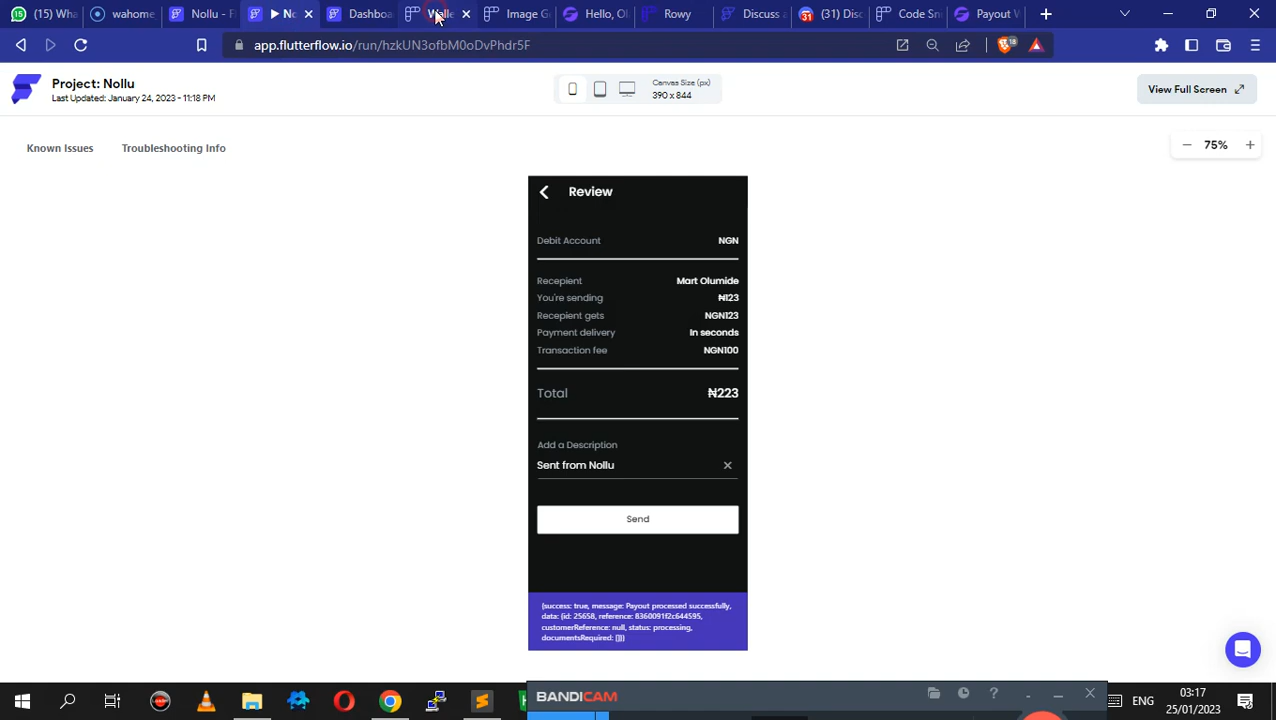 (15) Wha
wahome
Nollu - F
No
Dashboa
Image Ge
Hello, Ol
Rowy
Discuss a
(31) Disc
Code Sni
Payout W
app.flutterflow.io/run/hzkUN3ofbM0oDvPhdr5F
18
Project: Nollu
Last Updated: January 24, 2023 - 11:18 PM
Canvas Size (px)
390 x 844
View Full Screen
Known Issues
Troubleshooting Info
75%
Review
Debit Account NGN
Recepient Mart Olumide
You're sending ₦123
Recepient gets NGN123
Payment delivery In seconds
Transaction fee NGN100
Total ₦223
Add a Description
Sent from Nollu
Send
{success: true, message: Payout processed successfully,
data: {id: 25658, reference: 8360091f2c644595,
customerReference: null, status: processing,
documentsRequired: []}}
BANDICAM
ENG
03:17
25/01/2023